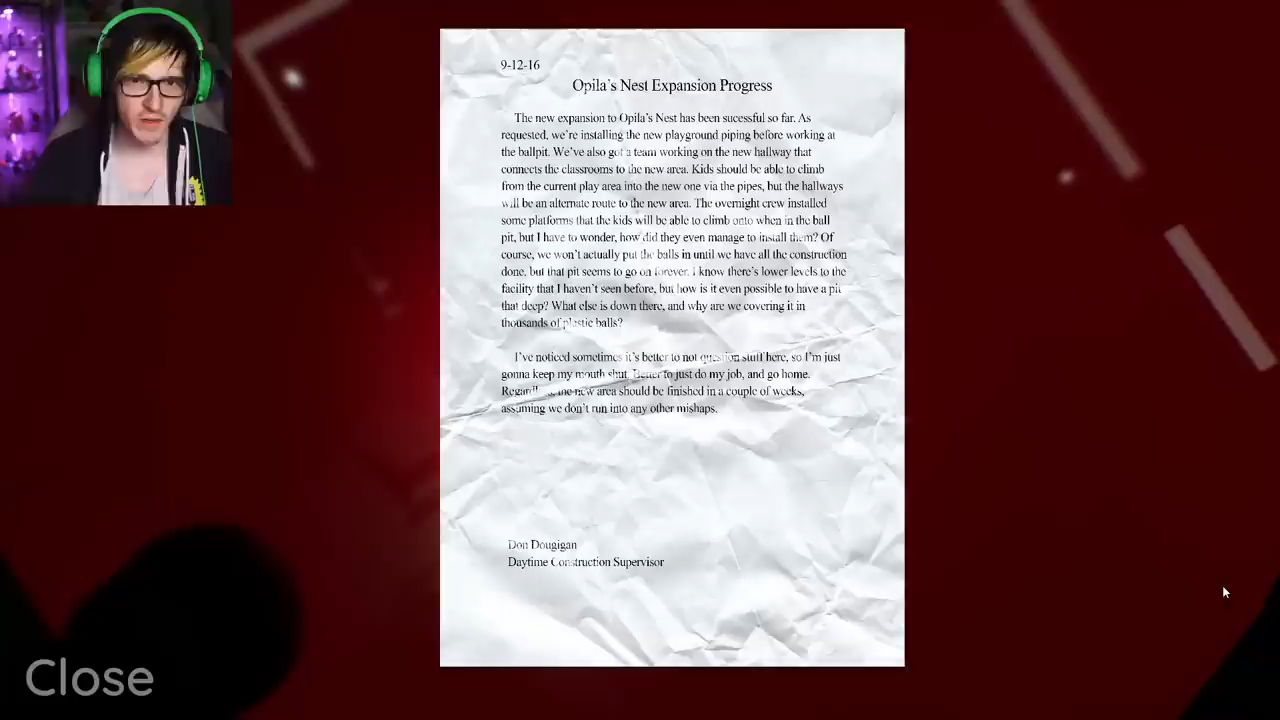 9-12-16
Opila's Nest Expansion Progress
The new expansion to Opila's Nest has been sucessful so far. As
requested, we're installing the new playground piping before working at
the ballpit. We've also got a team working on the new hallway that
connects the classrooms to the new area. Kids should be able to climb
from the current play area into the new one via the pipes, but the hallways
will be an alternate route to the new area. The overnight crew installed
some platforms that the kids will be able to climb onto when in the ball
pit, but I have to wonder, how did they even manage to install them? Of
course, we won't actually put the balls in until we have all the construction
done, but that pit seems to go on forever. I know there's lower levels to the
facility that I haven't seen before, but how is it even possible to have a pit
that deep? What else is down there, and why are we covering it in
thousands of plastic balls?
I've noticed sometimes it's better to not question stuff here, so I'm just
gonna keep my mouth shut. Better to just do my job, and go home.
Regardless, the new area should be finished in a couple of weeks,
assuming we don't run into any other mishaps.
Don Dougigan
Daytime Construction Supervisor
Close